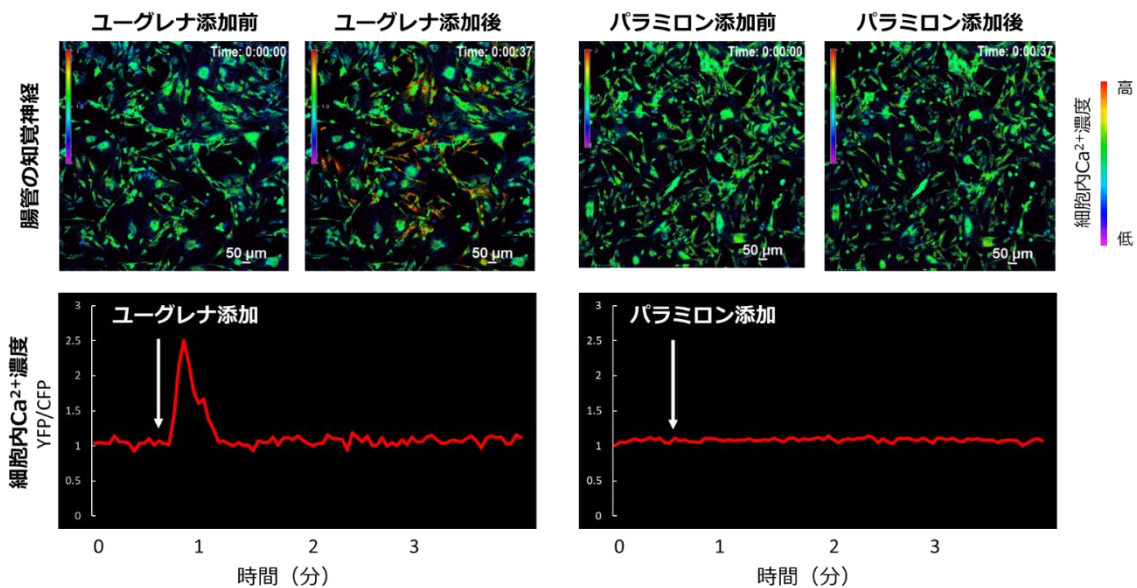 ユーグレナ添加前
ユーグレナ添加後
パラミロン添加前
パラミロン添加後
腸管の知覚神経
Time: 0:00:00
50 µm
Time: 0:00:37
50 µm
Time: 0:00:00
50 µm
Time: 0:00:37
50 µm
細胞内Ca²⁺濃度
高
低
細胞内Ca²⁺濃度
YFP/CFP
3
2.5
2
1.5
1
0.5
0
ユーグレナ添加
0 1 2 3
時間（分）
3
2.5
2
1.5
1
0.5
0
パラミロン添加
0 1 2 3
時間（分）